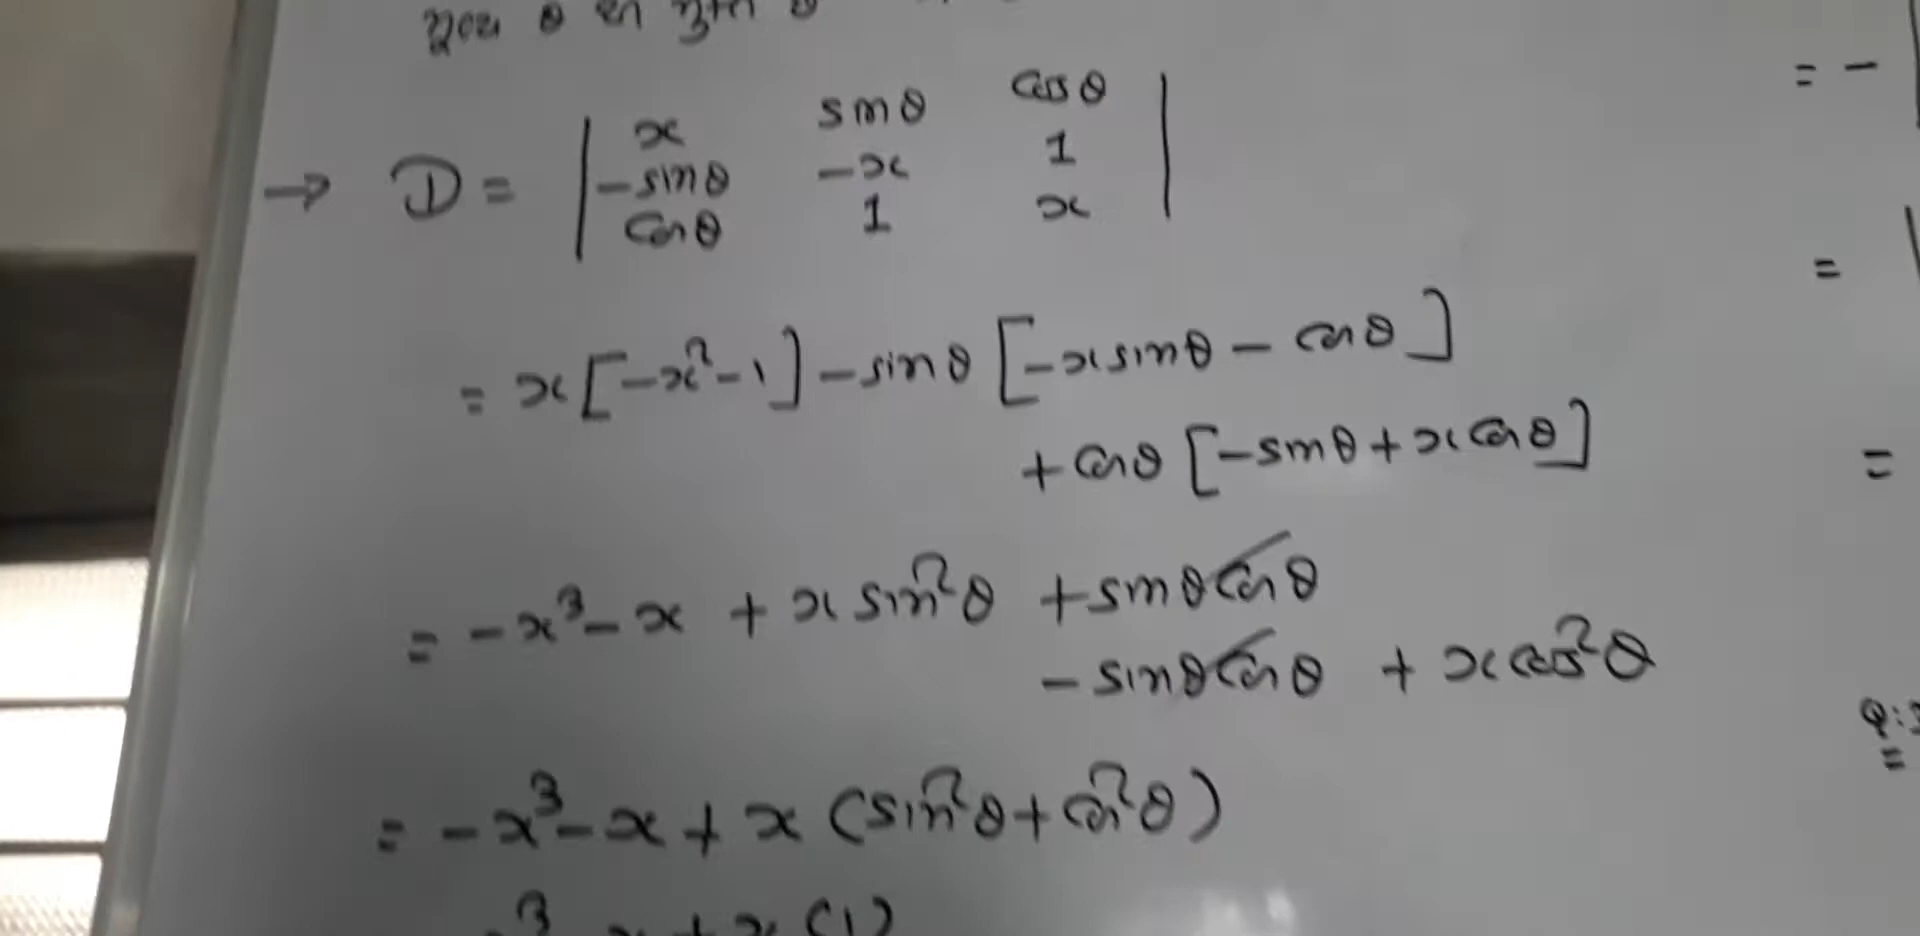 θ
→ D = | x sinθ cosθ |
| -sinθ -x 1 |
| cosθ 1 x |
= x[-x²-1] - sinθ [-x sinθ - cosθ]
+ cosθ [-sinθ + x cosθ]
= -x³ - x + x sin²θ + sinθ cosθ
- sinθ cosθ + x cos²θ
= -x³ - x + x (sin²θ + cos²θ)
= -
=
=
Q:
=